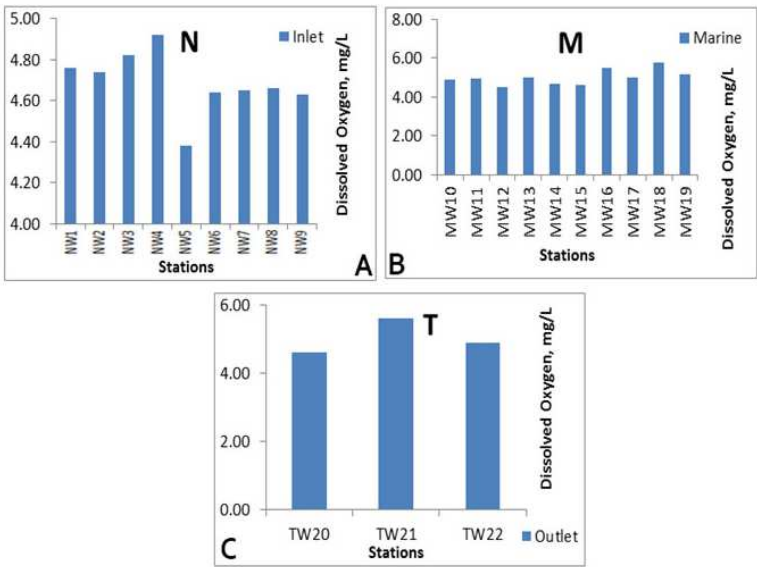 N
Inlet
5.00
4.80
4.60
4.40
4.20
4.00
NW1 NW2 NW3 NW4 NW5 NW6 NW7 NW8 NW9
Stations
Dissolved Oxygen, mg/L
A
M
Marine
8.00
6.00
4.00
2.00
0.00
MW10 MW11 MW12 MW13 MW14 MW15 MW16 MW17 MW18 MW19
Stations
Dissolved Oxygen, mg/L
B
T
6.00
4.00
2.00
0.00
TW20 TW21 TW22
Stations
Dissolved Oxygen, mg/L
Outlet
C